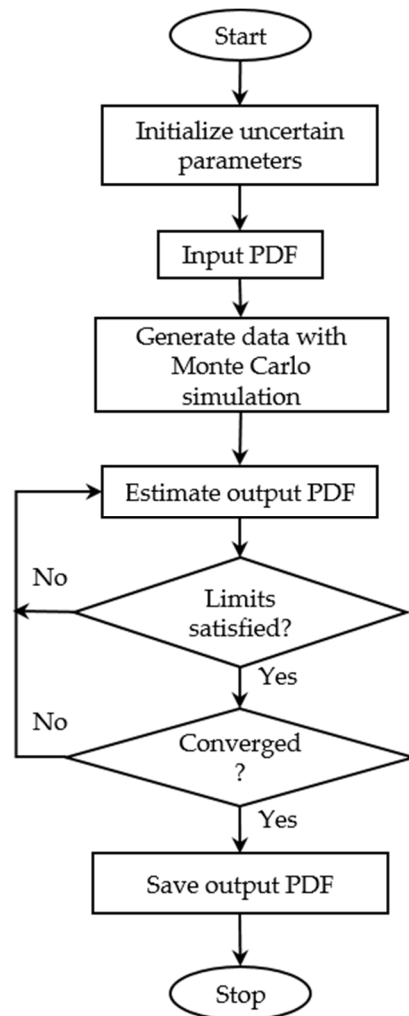 Start
Initialize uncertain
parameters
Input PDF
Generate data with
Monte Carlo
simulation
Estimate output PDF
No
Limits
satisfied?
Yes
No
Converged
?
Yes
Save output PDF
Stop